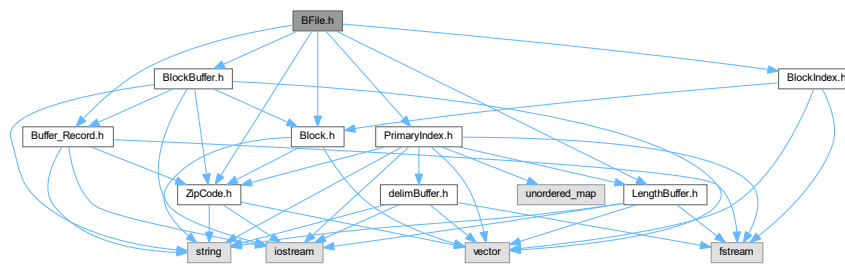 BFile.h
BlockBuffer.h
BlockIndex.h
Buffer_Record.h
Block.h
PrimaryIndex.h
ZipCode.h
delimBuffer.h
unordered_map
LengthBuffer.h
string
iostream
vector
fstream